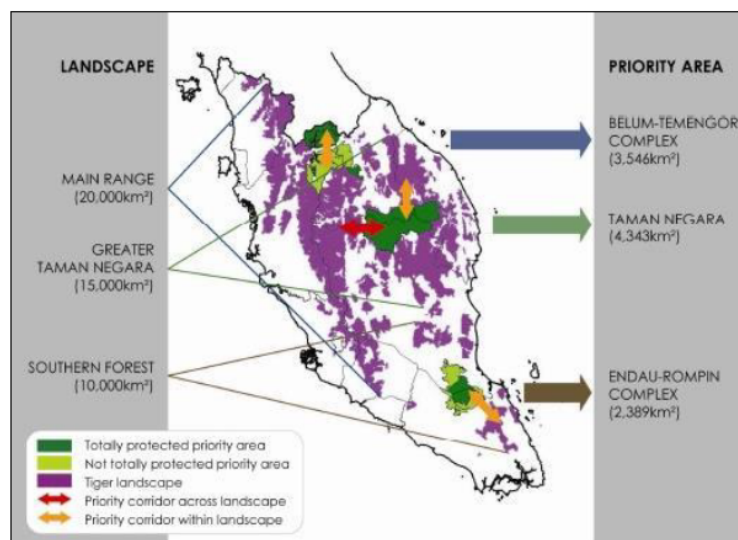 LANDSCAPE
MAIN RANGE
(20,000km²)
GREATER
TAMAN NEGARA
(15,000km²)
SOUTHERN FOREST
(10,000km²)
PRIORITY AREA
BELUM-TEMENGOR
COMPLEX
(3,546km²)
TAMAN NEGARA
(4,343km²)
ENDAU-ROMPIN
COMPLEX
(2,389km²)
Totally protected priority area
Not totally protected priority area
Tiger landscape
Priority corridor across landscape
Priority corridor within landscape